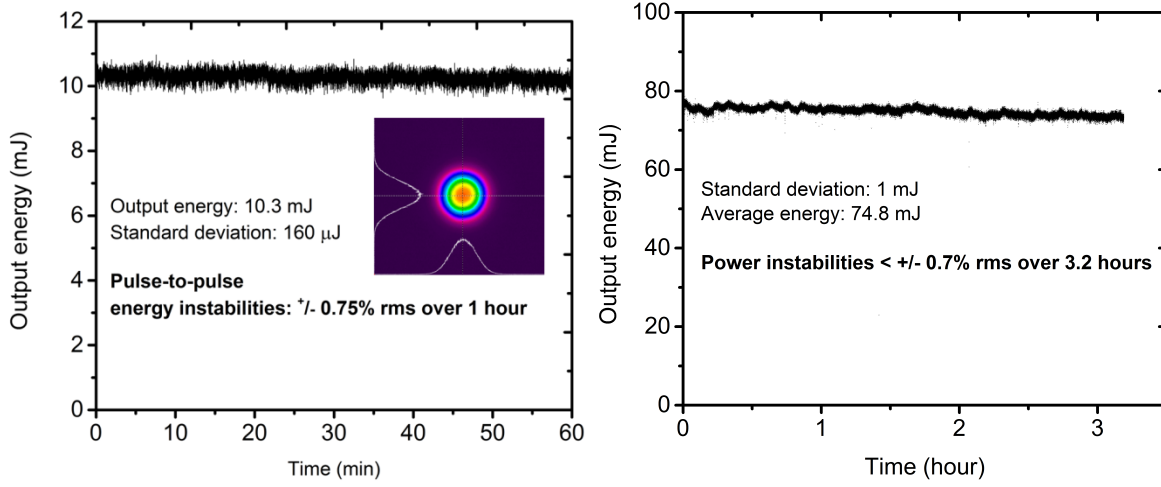 12
10
8
6
4
2
0
Output energy (mJ)
Output energy: 10.3 mJ
Standard deviation: 160 μJ
Pulse-to-pulse
energy instabilities: +/- 0.75% rms over 1 hour
0 10 20 30 40 50 60
Time (min)
100
80
60
40
20
0
Output energy (mJ)
Standard deviation: 1 mJ
Average energy: 74.8 mJ
Power instabilities < +/- 0.7% rms over 3.2 hours
0 1 2 3
Time (hour)